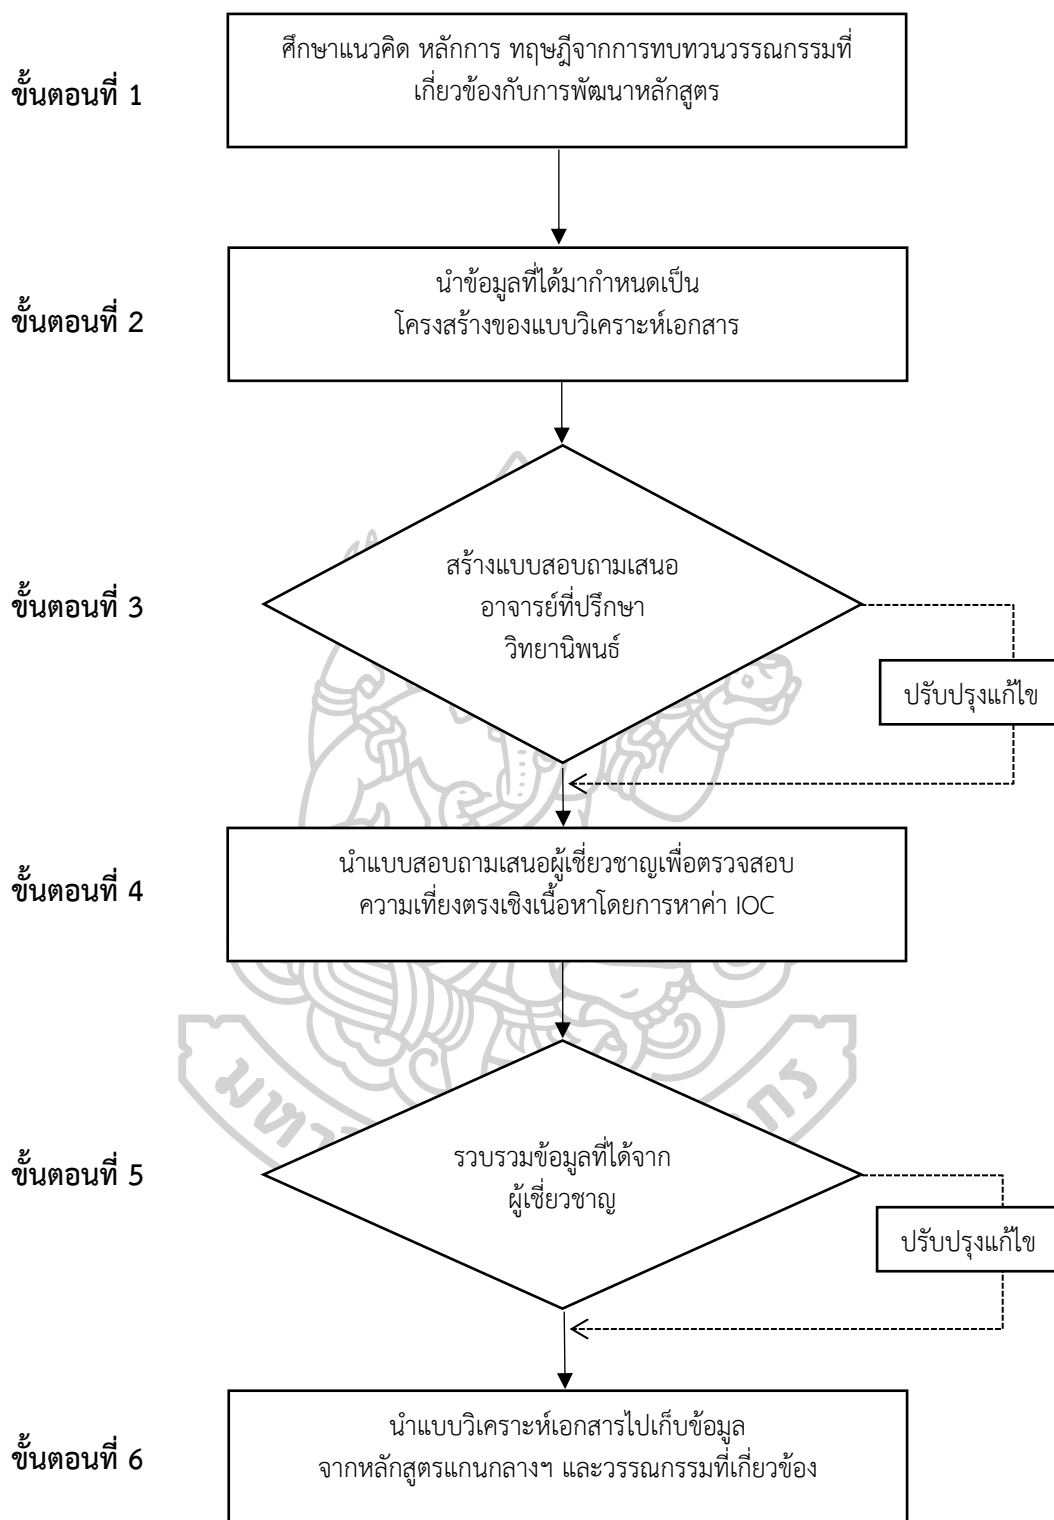 ขั้นตอนที่ 1
ศึกษาแนวคิด หลักการ ทฤษฎีจากการทบทวนวรรณกรรมที่
เกี่ยวข้องกับการพัฒนาหลักสูตร
ขั้นตอนที่ 2
นำข้อมูลที่ได้มากำหนดเป็น
โครงสร้างของแบบวิเคราะห์เอกสาร
ขั้นตอนที่ 3
สร้างแบบสอบถามเสนอ
อาจารย์ที่ปรึกษา
วิทยานิพนธ์
ปรับปรุงแก้ไข
ขั้นตอนที่ 4
นำแบบสอบถามเสนอผู้เชี่ยวชาญเพื่อตรวจสอบ
ความเที่ยงตรงเชิงเนื้อหาโดยการหาค่า IOC
ขั้นตอนที่ 5
รวบรวมข้อมูลที่ได้จาก
ผู้เชี่ยวชาญ
ปรับปรุงแก้ไข
ขั้นตอนที่ 6
นำแบบวิเคราะห์เอกสารไปเก็บข้อมูล
จากหลักสูตรแกนกลางฯ และวรรณกรรมที่เกี่ยวข้อง